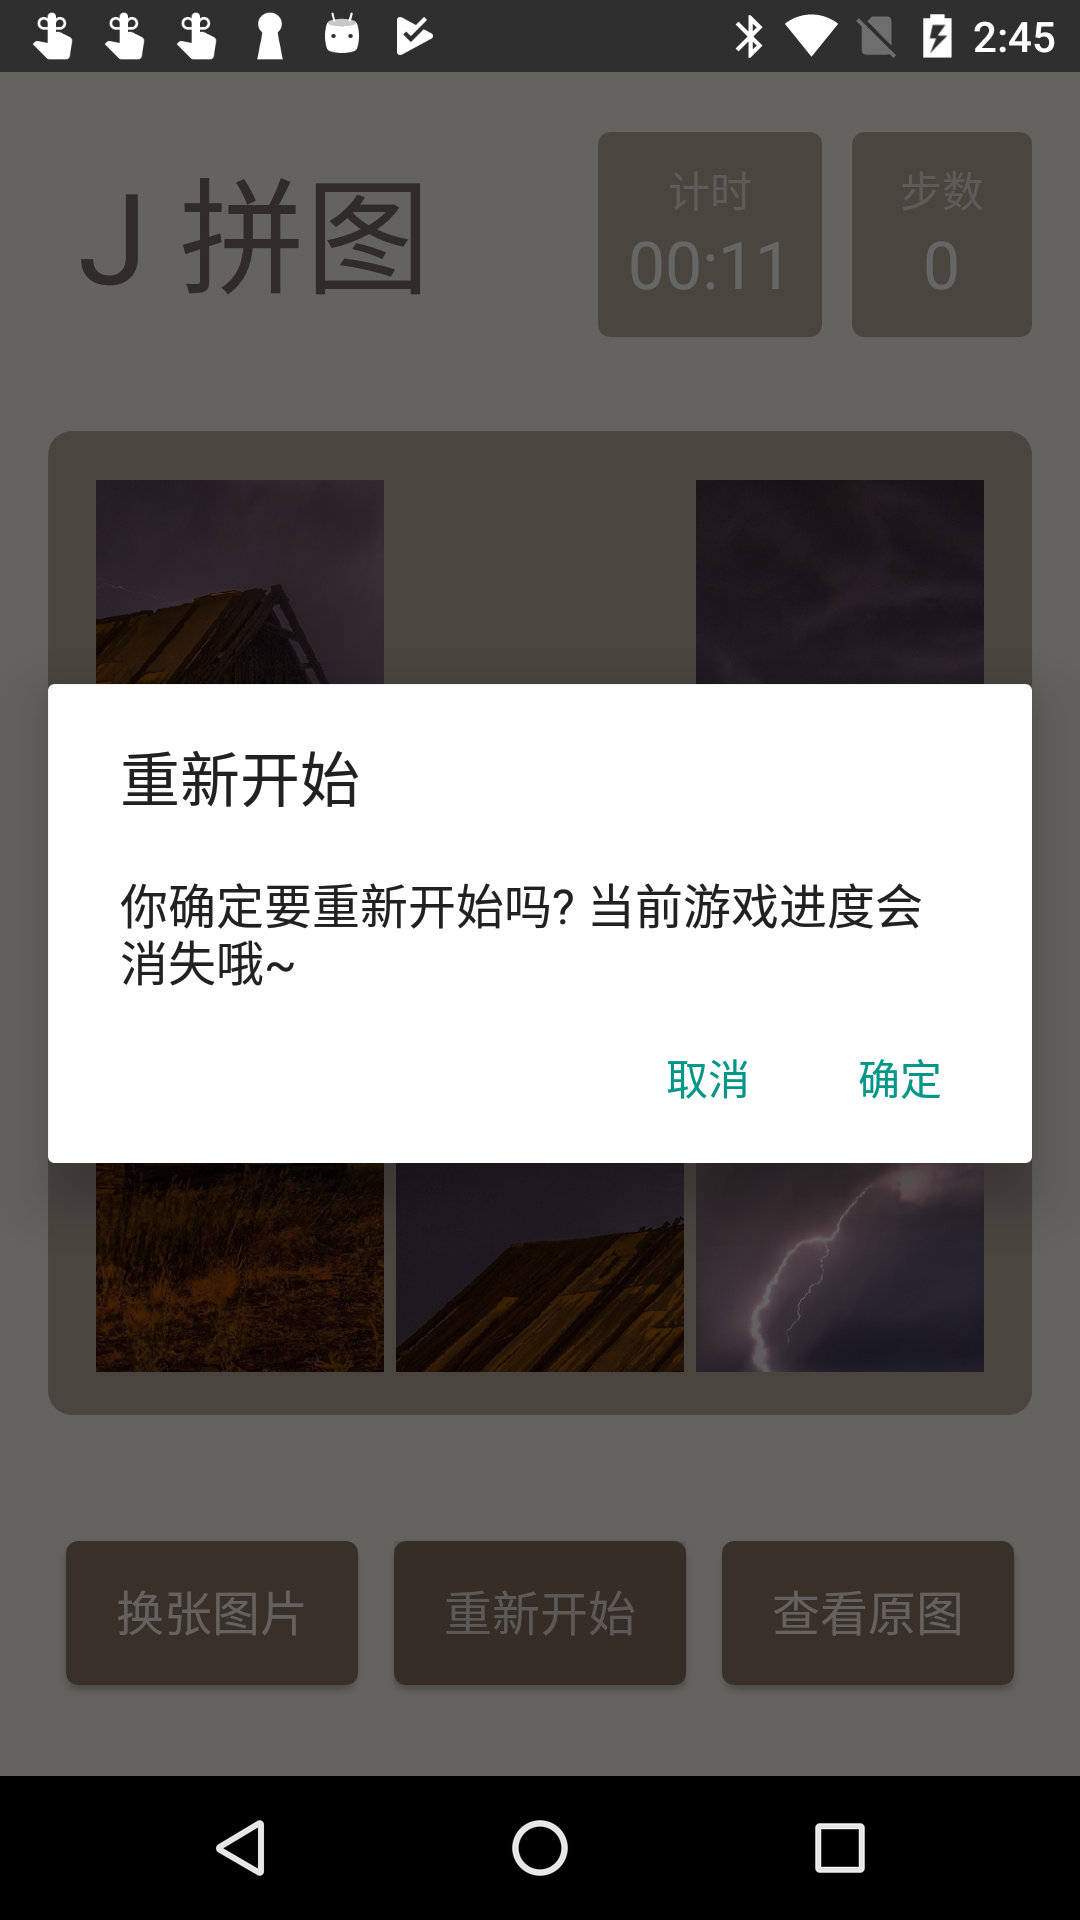 2:45
J 拼图
计时
00:11
步数
0
重新开始
你确定要重新开始吗? 当前游戏进度会
消失哦~
取消
确定
换张图片
重新开始
查看原图